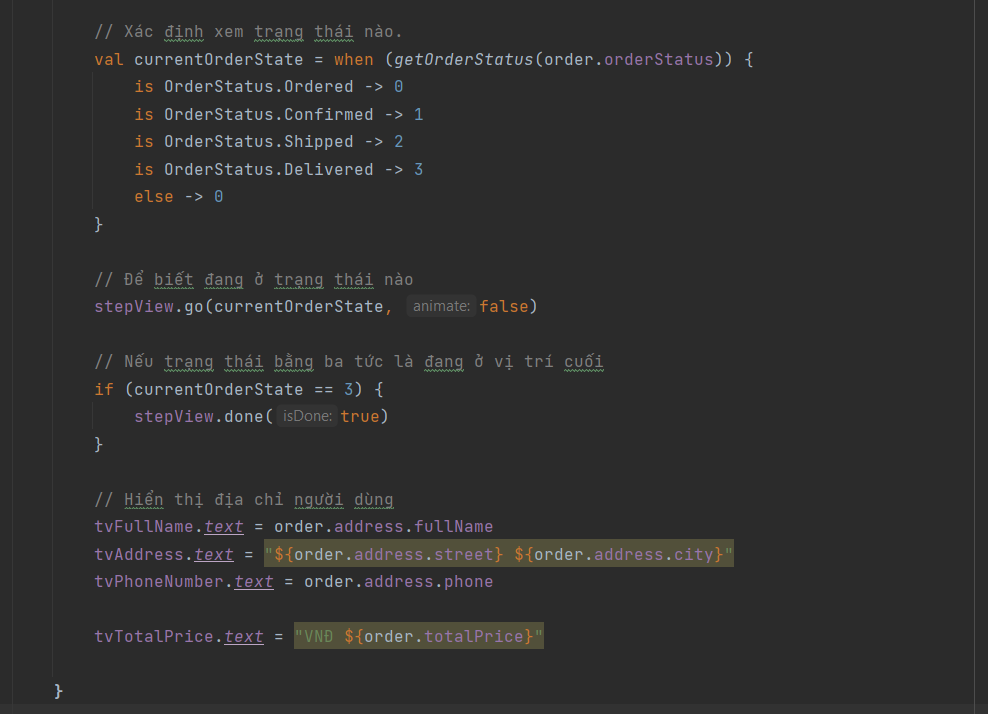 // Xác định xem trạng thái nào.
val currentOrderState = when (getOrderStatus(order.orderStatus)) {
is OrderStatus.Ordered -> 0
is OrderStatus.Confirmed -> 1
is OrderStatus.Shipped -> 2
is OrderStatus.Delivered -> 3
else -> 0
}
// Để biết đang ở trạng thái nào
stepView.go(currentOrderState, animate: false)
// Nếu trạng thái bằng ba tức là đang ở vị trí cuối
if (currentOrderState == 3) {
stepView.done( isDone: true)
}
// Hiển thị địa chỉ người dùng
tvFullName.text = order.address.fullName
tvAddress.text = "${order.address.street} ${order.address.city}"
tvPhoneNumber.text = order.address.phone
tvTotalPrice.text = "VNĐ ${order.totalPrice}"
}